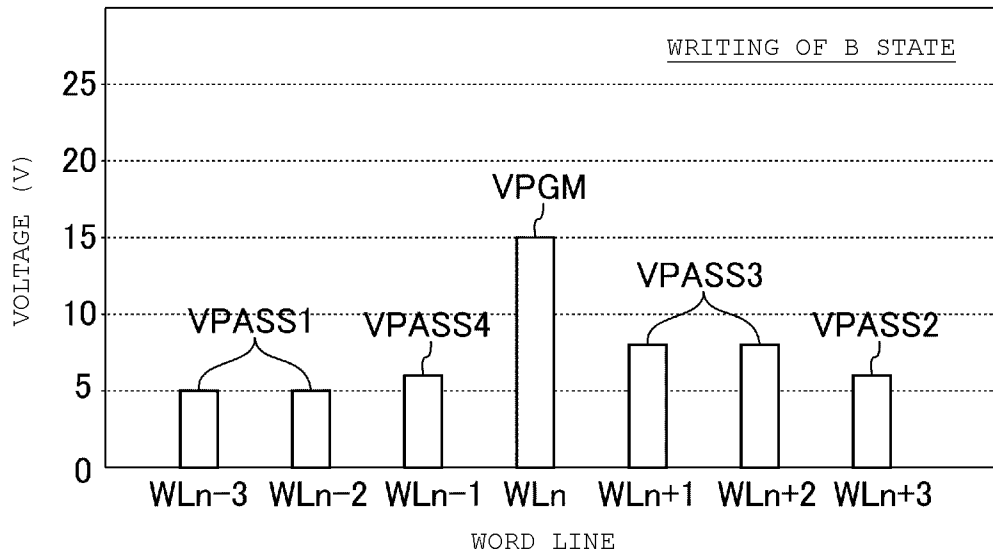 WRITING OF B STATE
VOLTAGE (V)
25
20
15
10
5
0
VPGM
VPASS3
VPASS1
VPASS4
VPASS2
WLn-3 WLn-2 WLn-1 WLn WLn+1 WLn+2 WLn+3
WORD LINE